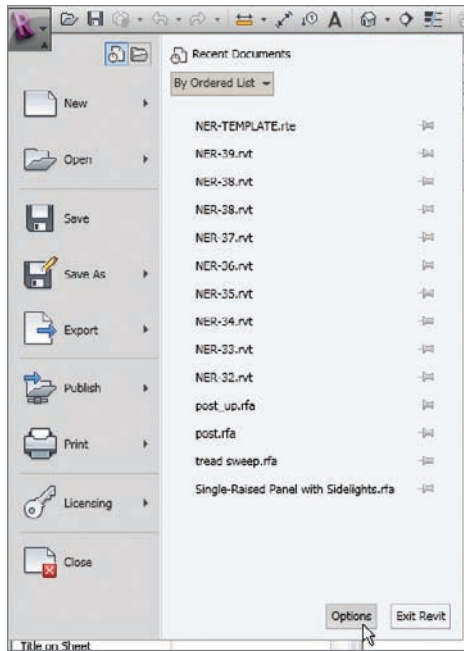 A
A
Recent Documents
By Ordered List
New
Open
Save
Save As
Export
Publish
Print
Licensing
Close
NER-TEMPLATE.rte
NER-39.rvt
NER-38.rvt
NER-38.rvt
NER-37.rvt
NER-36.rvt
NER-35.rvt
NER-34.rvt
NER-33.rvt
NER-32.rvt
post_up.rfa
post.rfa
tread sweep.rfa
Single-Raised Panel with Sidelights.rfa
Options
Exit Revit
Title on Sheet